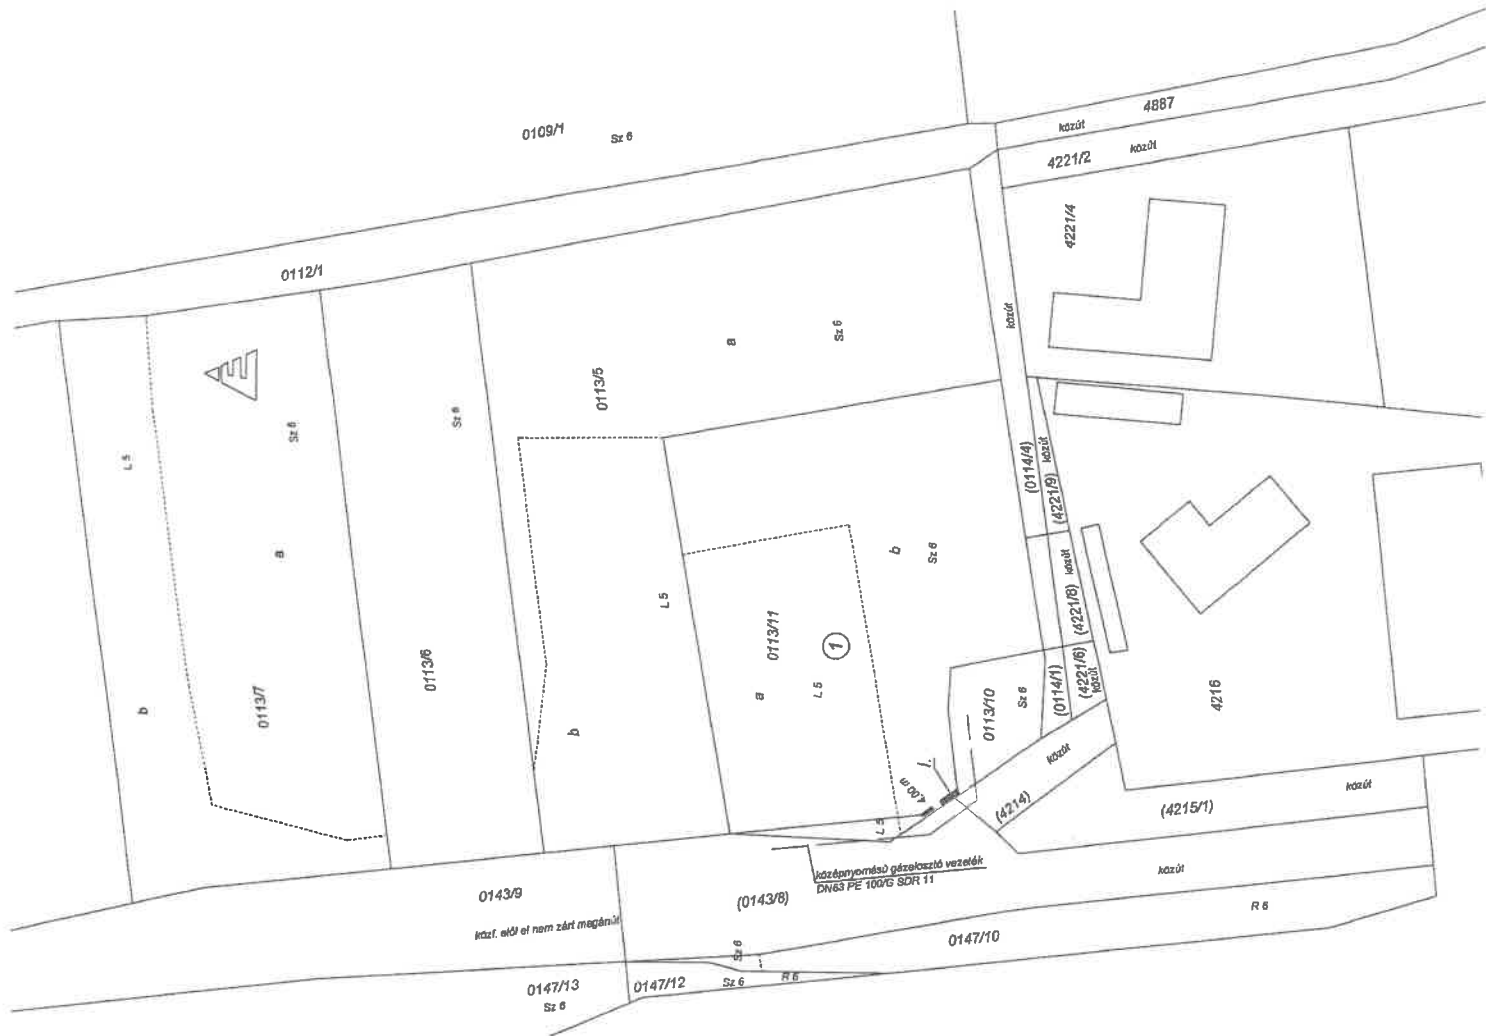 4887
közút
0109/1
Sz 6
4221/2
közút
4221/4
0112/1
közút
a
Sz 6
0113/5
L 5
Sz 6
Sz 6
(0114/4)
közút
(4221/9)
a
b
Sz 6
L 5
közút
(4221/8)
0113/11
1
0113/6
(4221/6)
közút
(0114/1)
a
L 5
Sz 6
0113/10
4216
b
0113/7
b
közút
J.
4,00 m
(4214)
közút
(4215/1)
L 5
középnyomású gázelosztó vezeték
DN63 PE 100/G SDR 11
közút
0143/9
(0143/8)
R 6
közf. elől el nem zárt magánút
0147/10
Sz 6
0147/13
0147/12
Sz 6
R 6
Sz 6